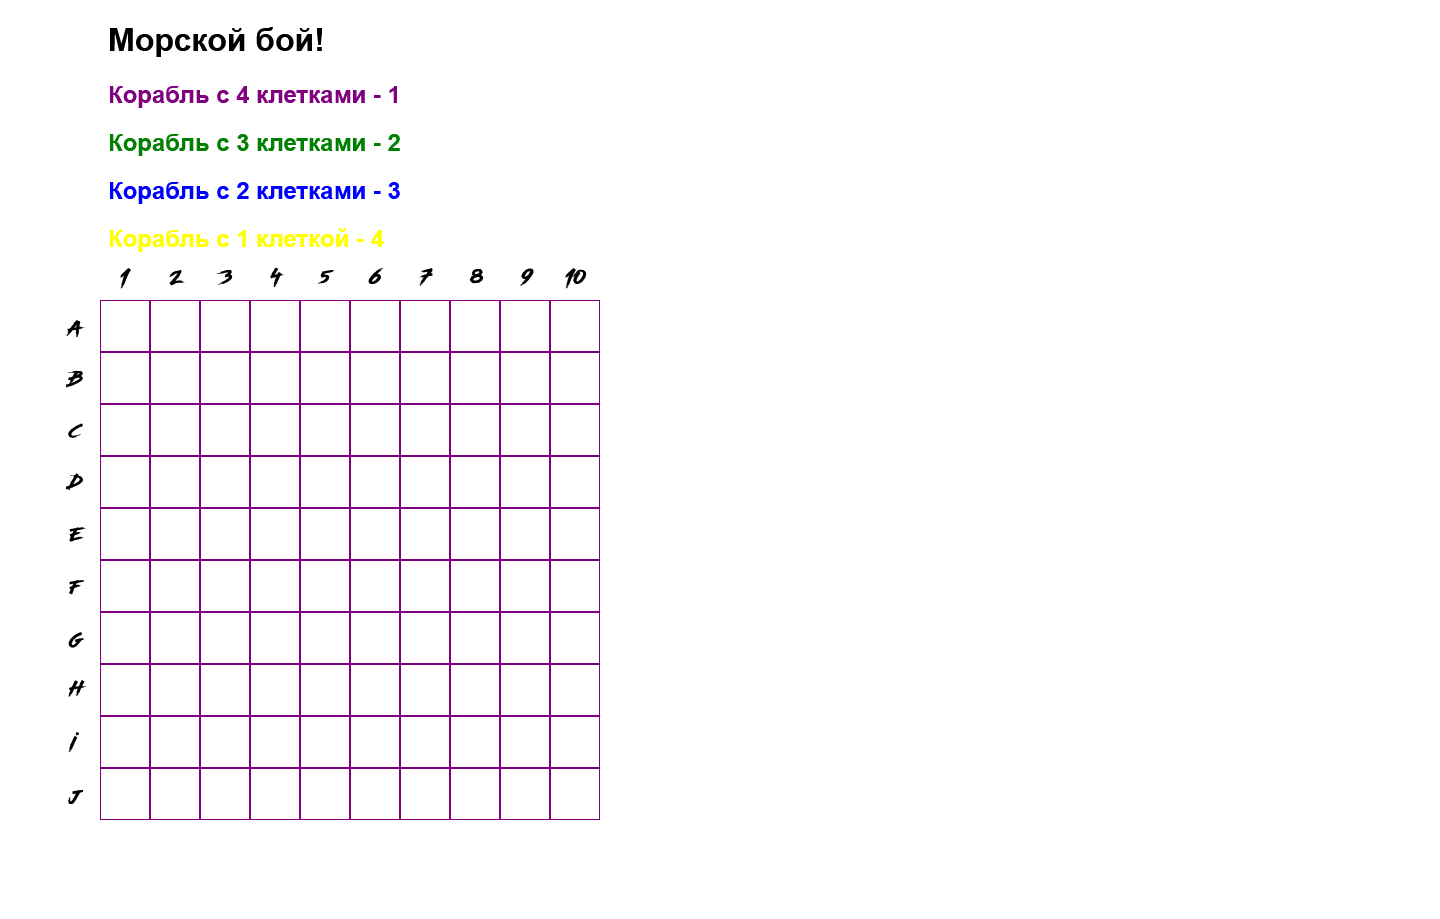 Морской бой!
Корабль с 4 клетками - 1
Корабль с 3 клетками - 2
Корабль с 2 клетками - 3
Корабль с 1 клеткой - 4
1 2 3 4 5 6 7 8 9 10
A
B
C
D
E
F
G
H
i
J